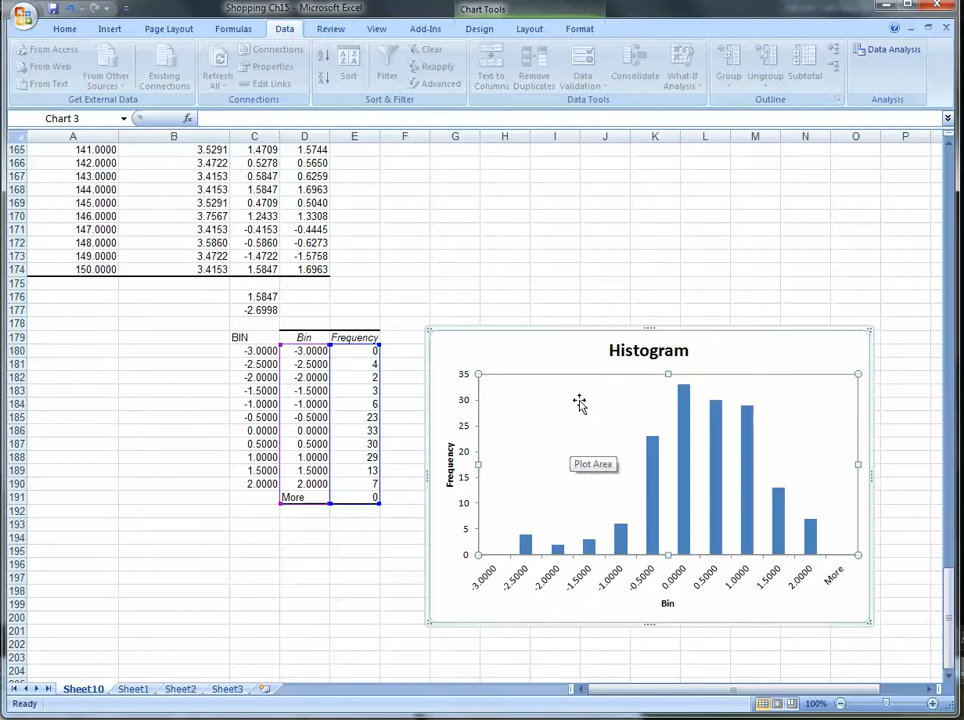 Shopping Ch15 - Microsoft Excel
Chart Tools
Home Insert Page Layout Formulas Data Review View Add-Ins Design Layout Format
From Access
From Web
From Text
From Other Sources
Existing Connections
Get External Data
Refresh All
Connections
Properties
Edit Links
Connections
Sort
Filter
Clear
Reapply
Advanced
Sort & Filter
Text to Columns
Remove Duplicates
Data Validation
Consolidate
What-If Analysis
Data Tools
Group
Ungroup
Subtotal
Outline
Data Analysis
Analysis
Chart 3
fx
A B C D E F G H I J K L M N O P
165 141.0000 3.5291 1.4709 1.5744
166 142.0000 3.4722 0.5278 0.5650
167 143.0000 3.4153 0.5847 0.6259
168 144.0000 3.4153 1.5847 1.6963
169 145.0000 3.5291 0.4709 0.5040
170 146.0000 3.7567 1.2433 1.3308
171 147.0000 3.4153 -0.4153 -0.4445
172 148.0000 3.5860 -0.5860 -0.6273
173 149.0000 3.4722 -1.4722 -1.5758
174 150.0000 3.4153 1.5847 1.6963
175
176 1.5847
177 -2.6998
178
179 BIN Bin Frequency
180 -3.0000 -3.0000 0
181 -2.5000 -2.5000 4
182 -2.0000 -2.0000 2
183 -1.5000 -1.5000 3
184 -1.0000 -1.0000 6
185 -0.5000 -0.5000 23
186 0.0000 0.0000 33
187 0.5000 0.5000 30
188 1.0000 1.0000 29
189 1.5000 1.5000 13
190 2.0000 2.0000 7
191 More 0
192
193
194
195
196
197
198
199
200
201
202
203
204
Histogram
35
30
25
20
15
10
5
0
Frequency
Plot Area
-3.0000 -2.5000 -2.0000 -1.5000 -1.0000 -0.5000 0.0000 0.5000 1.0000 1.5000 2.0000 More
Bin
Sheet10 Sheet1 Sheet2 Sheet3
Ready
100%